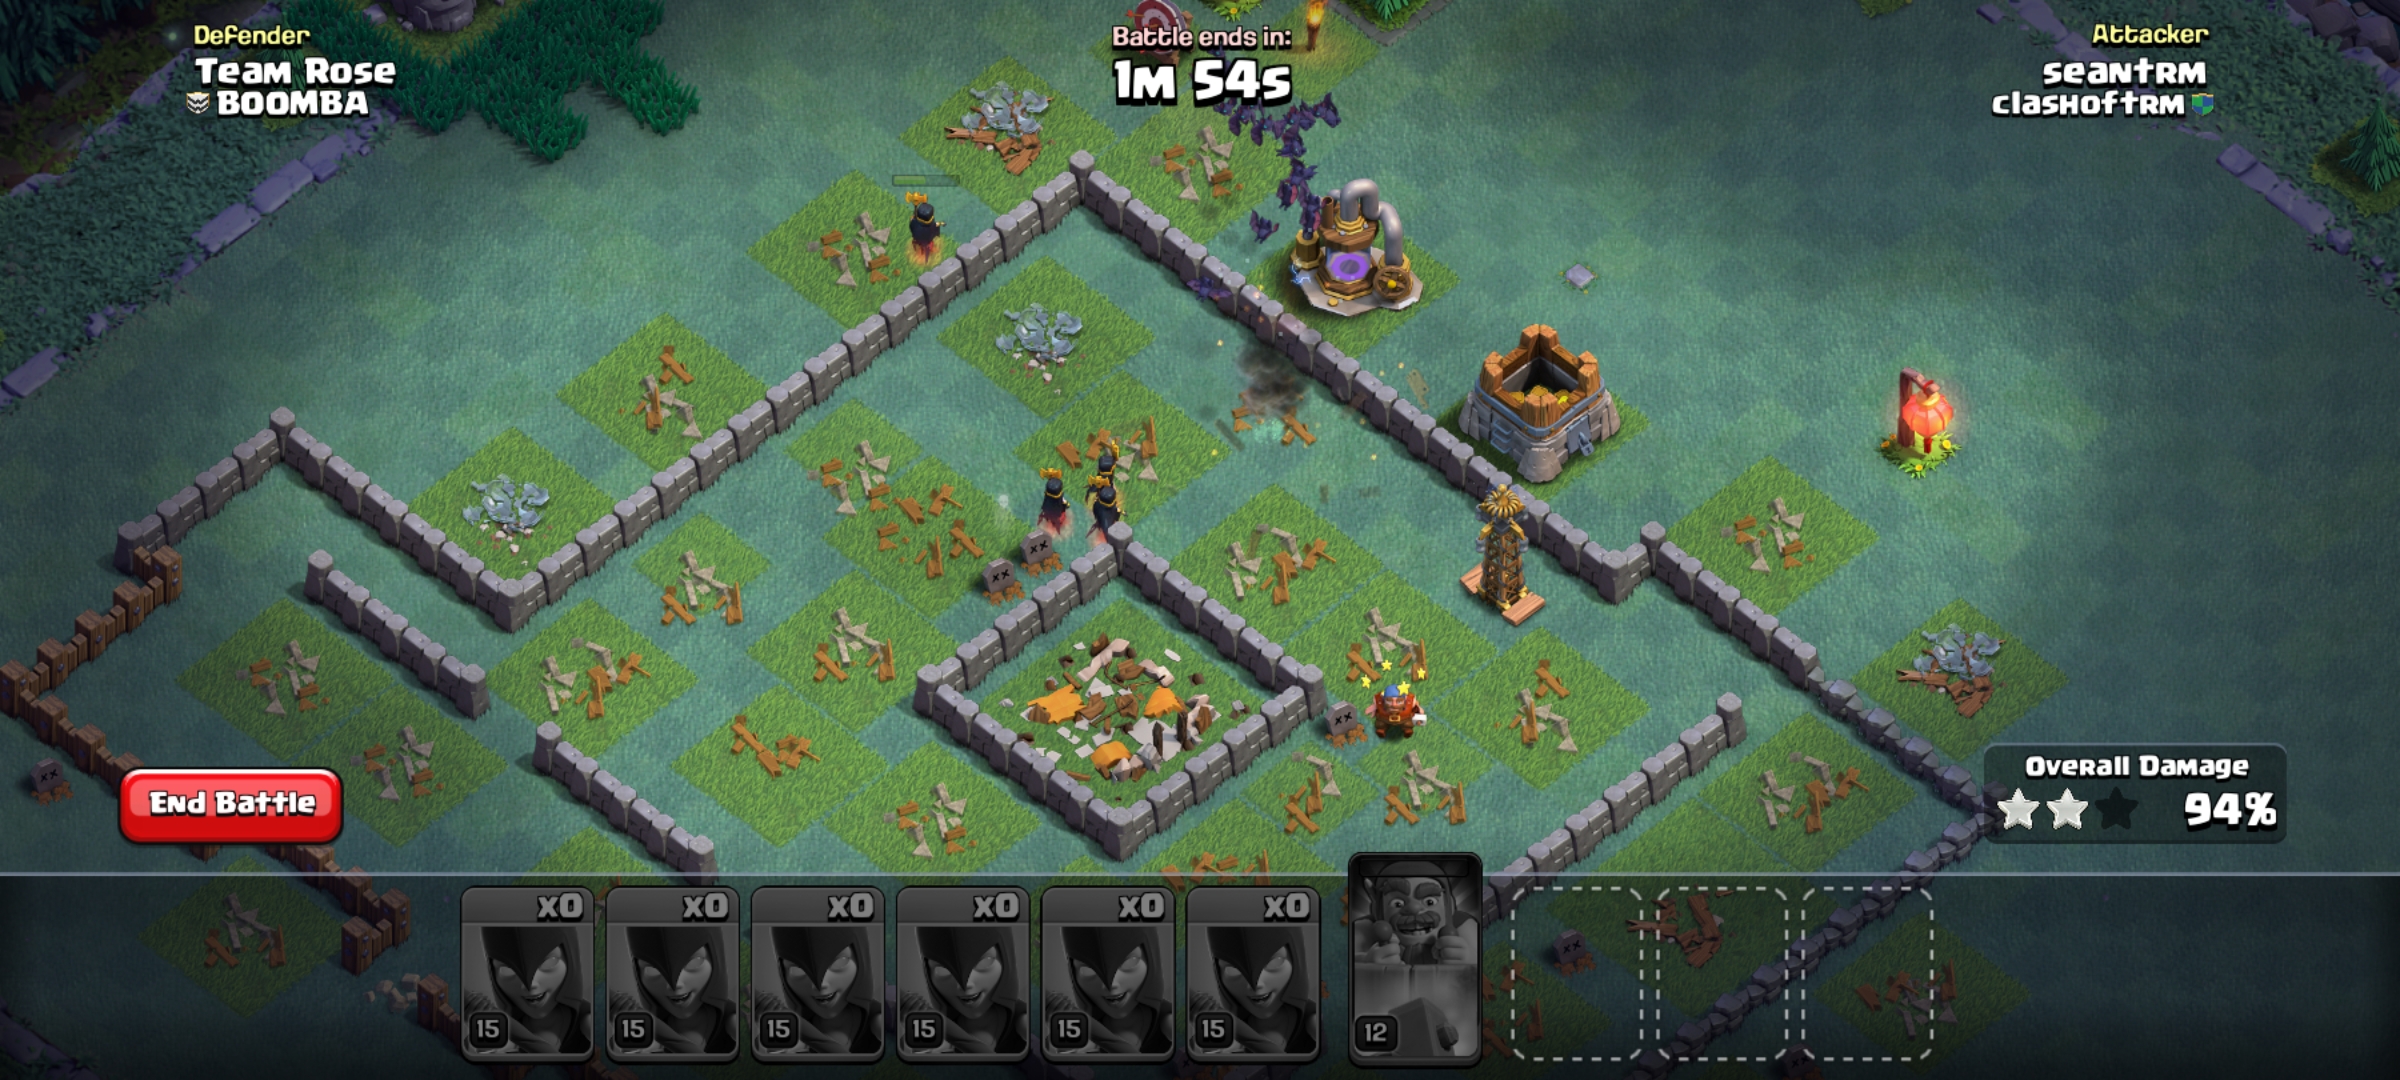 Defender
Team Rose
BOOMBA
Battle ends in:
1M 54s
Attacker
seantRM
clashoftRM
End Battle
Overall Damage
94%
x0 x0 x0 x0 x0 x0
15 15 15 15 15 15 12